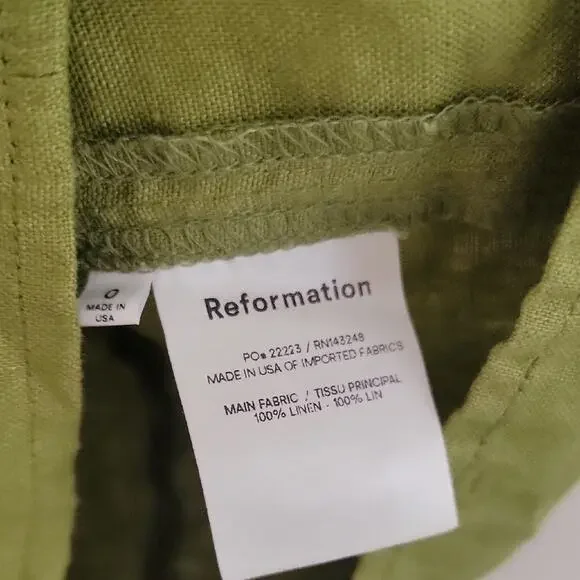 0
MADE IN
USA
Reformation
PO# 22223 / RN143248
MADE IN USA OF IMPORTED FABRICS
MAIN FABRIC / TISSU PRINCIPAL
100% LINEN - 100% LIN